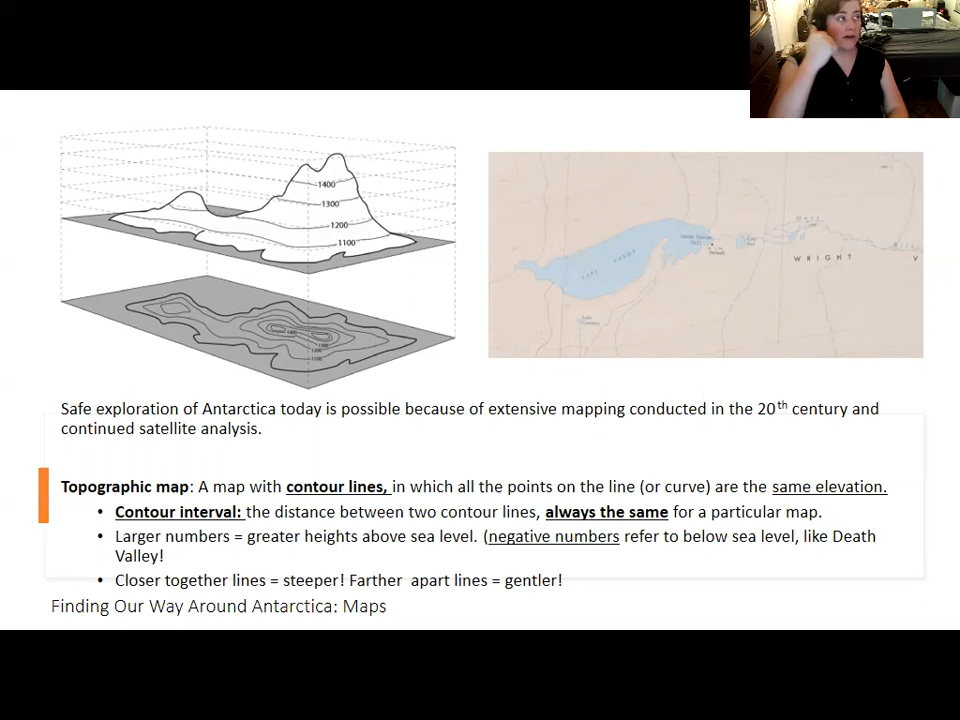 1400
1300
1200
1100
LAKE VANDA
WRIGHT V
Safe exploration of Antarctica today is possible because of extensive mapping conducted in the 20th century and
continued satellite analysis.
Topographic map: A map with contour lines, in which all the points on the line (or curve) are the same elevation.
• Contour interval: the distance between two contour lines, always the same for a particular map.
• Larger numbers = greater heights above sea level. (negative numbers refer to below sea level, like Death
Valley!
• Closer together lines = steeper! Farther apart lines = gentler!
Finding Our Way Around Antarctica: Maps